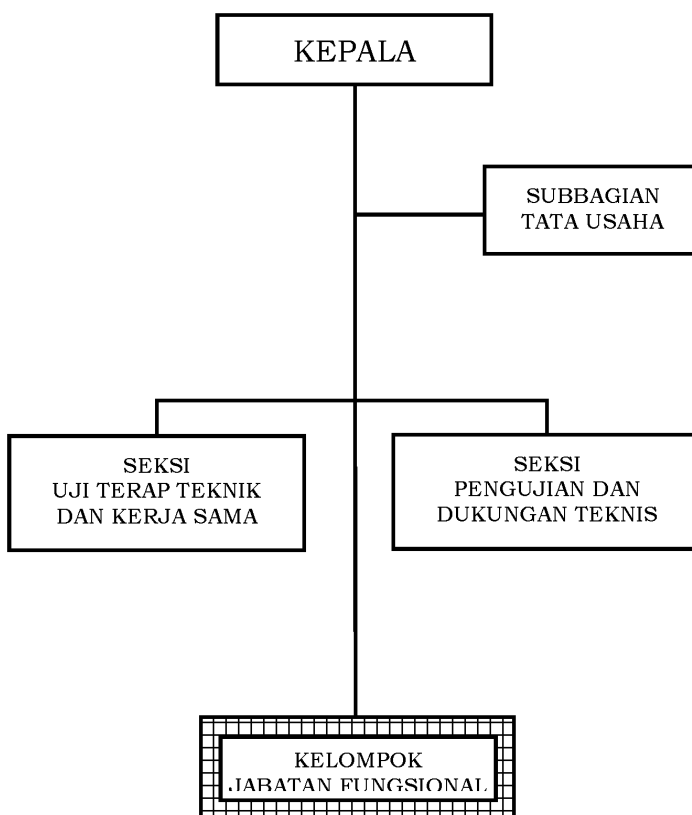 KEPALA
SUBBAGIAN
TATA USAHA
SEKSI
UJI TERAP TEKNIK
DAN KERJA SAMA
SEKSI
PENGUJIAN DAN
DUKUNGAN TEKNIS
KELOMPOK
JABATAN FUNGSIONAL